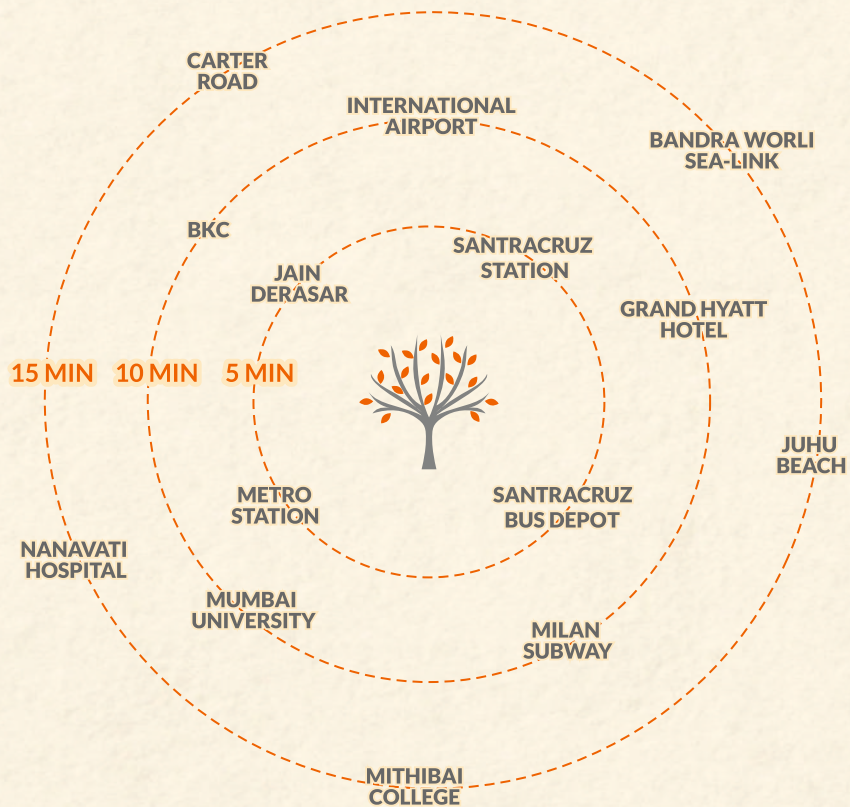 CARTER
ROAD
INTERNATIONAL
AIRPORT
BANDRA WORLI
SEA-LINK
BKC
SANTRACRUZ
STATION
JAIN
DERASAR
GRAND HYATT
HOTEL
15 MIN 10 MIN 5 MIN
JUHU
BEACH
METRO
STATION
SANTRACRUZ
BUS DEPOT
NANAVATI
HOSPITAL
MUMBAI
UNIVERSITY
MILAN
SUBWAY
MITHIBAI
COLLEGE